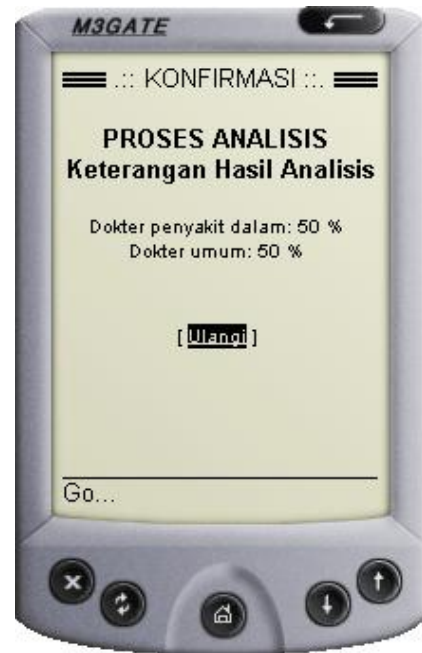 M3GATE
.:: KONFIRMASI ::.
PROSES ANALISIS
Keterangan Hasil Analisis
Dokter penyakit dalam: 50 %
Dokter umum: 50 %
[Ulangi]
Go...